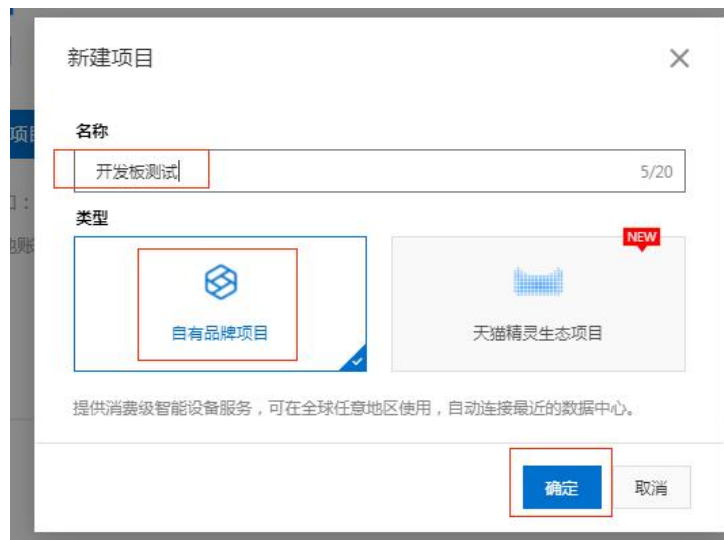 新建项目
名称
开发板测试
5/20
类型
NEW
自有品牌项目
天猫精灵生态项目
提供消费级智能设备服务，可在全球任意地区使用，自动连接最近的数据中心。
确定
取消